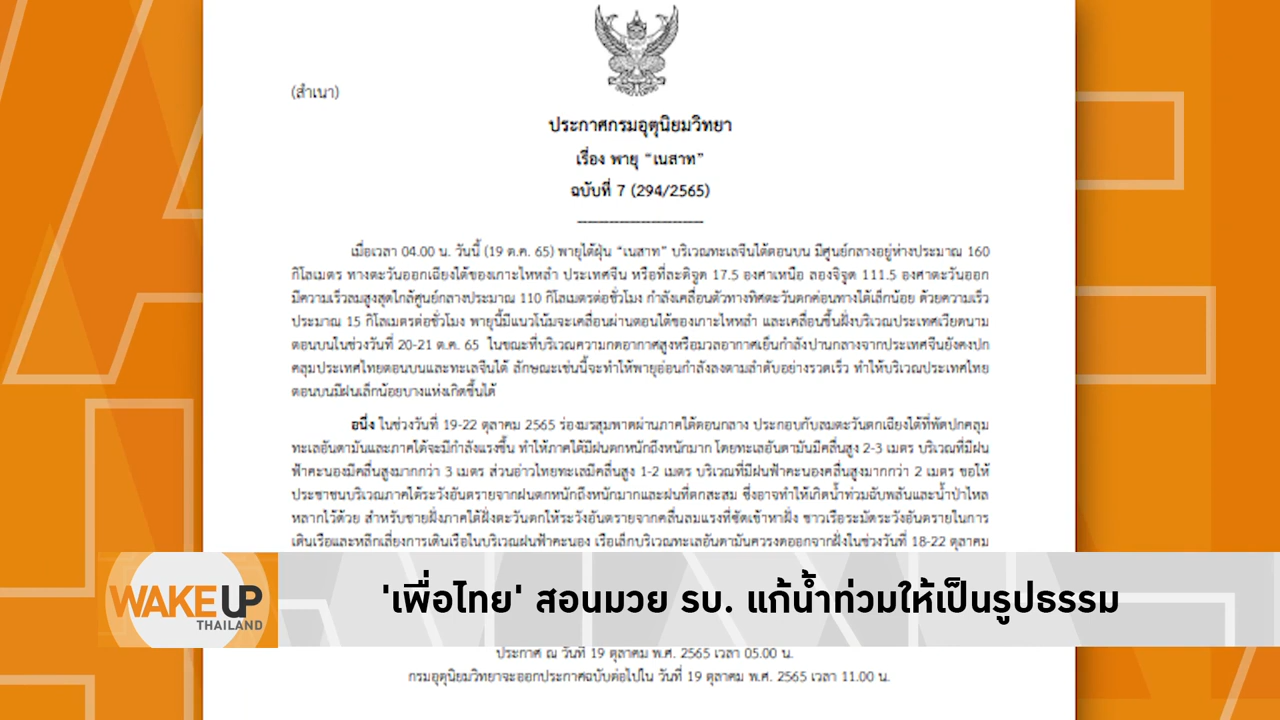 (สำเนา)
ประกาศกรมอุตุนิยมวิทยา
เรื่อง พายุ “เนสาท”
ฉบับที่ 7 (294/2565)
เมื่อเวลา 04.00 น. วันนี้ (19 ต.ค. 65) พายุไต้ฝุ่น “เนสาท” บริเวณทะเลจีนใต้ตอนบน มีศูนย์กลางอยู่ห่างประมาณ 160
กิโลเมตร ทางตะวันออกเฉียงใต้ของเกาะไหหลำ ประเทศจีน หรือที่ละติจูด 17.5 องศาเหนือ ลองจิจูด 111.5 องศาตะวันออก
มีความเร็วลมสูงสุดใกล้ศูนย์กลางประมาณ 110 กิโลเมตรต่อชั่วโมง กำลังเคลื่อนตัวทางทิศตะวันตกค่อนทางใต้เล็กน้อย ด้วยความเร็ว
ประมาณ 15 กิโลเมตรต่อชั่วโมง พายุนี้มีแนวโน้มจะเคลื่อนผ่านตอนใต้ของเกาะไหหลำ และเคลื่อนขึ้นฝั่งบริเวณประเทศเวียดนาม
ตอนบนในช่วงวันที่ 20-21 ต.ค. 65 ในขณะที่บริเวณความกดอากาศสูงหรือมวลอากาศเย็นกำลังปานกลางจากประเทศจีนยังคงปก
คลุมประเทศไทยตอนบนและทะเลจีนใต้ ลักษณะเช่นนี้จะทำให้พายุอ่อนกำลังลงตามลำดับอย่างรวดเร็ว ทำให้บริเวณประเทศไทย
ตอนบนมีฝนเล็กน้อยบางแห่งเกิดขึ้นได้
อนึ่ง ในช่วงวันที่ 19-22 ตุลาคม 2565 ร่องมรสุมพาดผ่านภาคใต้ตอนกลาง ประกอบกับลมตะวันตกเฉียงใต้ที่พัดปกคลุม
ทะเลอันดามันและภาคใต้จะมีกำลังแรงขึ้น ทำให้ภาคใต้มีฝนตกหนักถึงหนักมาก โดยทะเลอันดามันมีคลื่นสูง 2-3 เมตร บริเวณที่มีฝน
ฟ้าคะนองมีคลื่นสูงมากกว่า 3 เมตร ส่วนอ่าวไทยทะเลมีคลื่นสูง 1-2 เมตร บริเวณที่มีฝนฟ้าคะนองคลื่นสูงมากกว่า 2 เมตร ขอให้
ประชาชนบริเวณภาคใต้ระวังอันตรายจากฝนตกหนักถึงหนักมากและฝนที่ตกสะสม ซึ่งอาจทำให้เกิดน้ำท่วมฉับพลันและน้ำป่าไหล
หลากไว้ด้วย สำหรับชายฝั่งภาคใต้ฝั่งตะวันตกให้ระวังอันตรายจากคลื่นลมแรงที่ซัดเข้าหาฝั่ง ชาวเรือระมัดระวังอันตรายในการ
เดินเรือและหลีกเลี่ยงการเดินเรือในบริเวณฝนฟ้าคะนอง เรือเล็กบริเวณทะเลอันดามันควรงดออกจากฝั่งในช่วงวันที่ 18-22 ตุลาคม
WAKE UP
THAILAND
'เพื่อไทย' สอนมวย รบ. แก้น้ำท่วมให้เป็นรูปธรรม
ประกาศ ณ วันที่ 19 ตุลาคม พ.ศ. 2565 เวลา 05.00 น.
กรมอุตุนิยมวิทยาจะออกประกาศฉบับต่อไปใน วันที่ 19 ตุลาคม พ.ศ. 2565 เวลา 11.00 น.